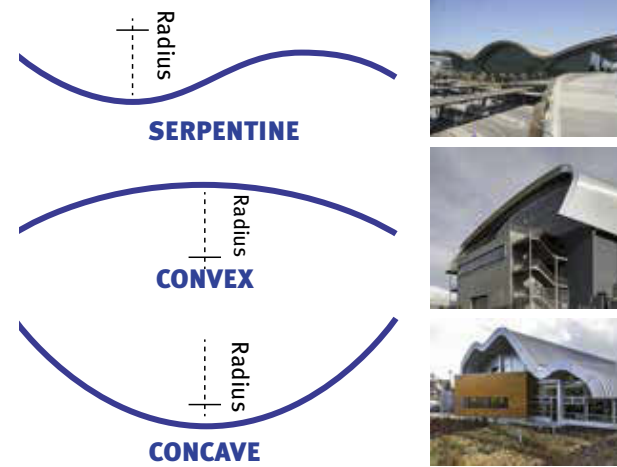 Radius
SERPENTINE
Radius
CONVEX
Radius
CONCAVE